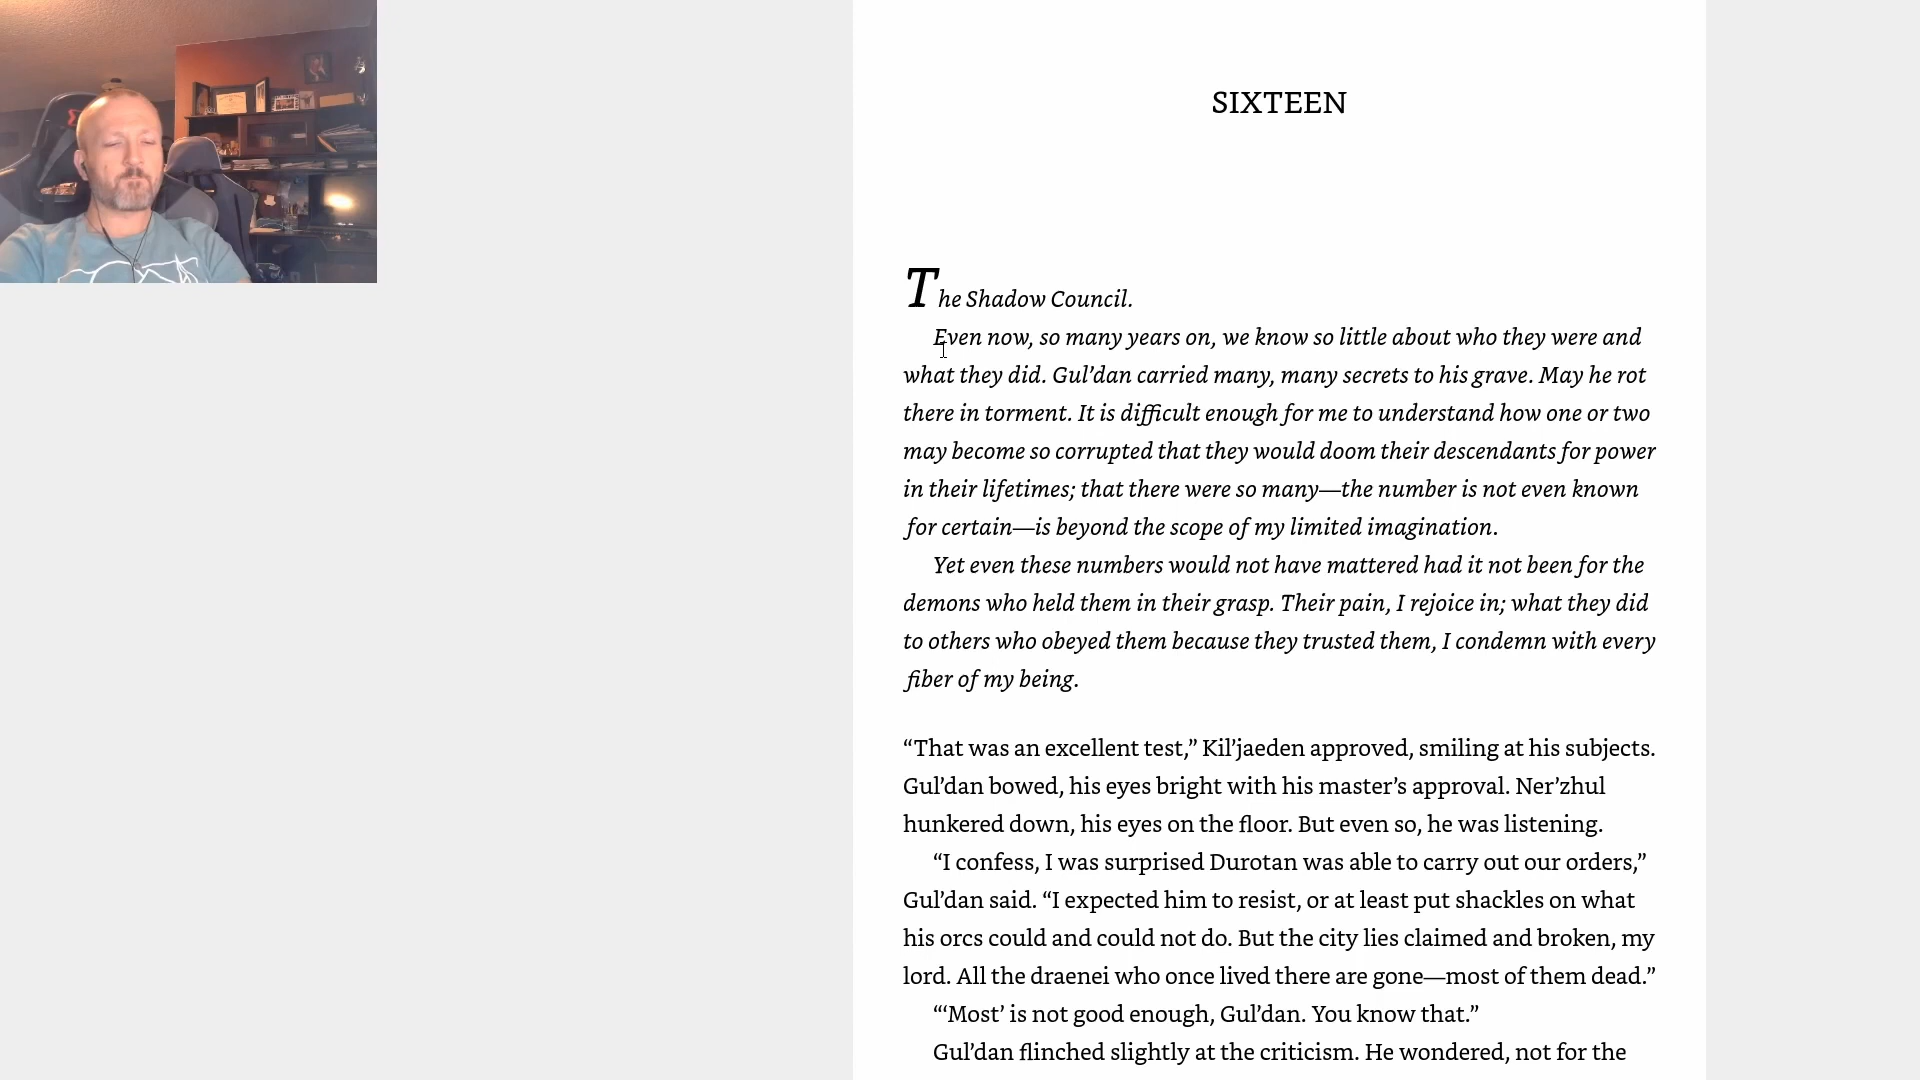 SIXTEEN
The Shadow Council.
Even now, so many years on, we know so little about who they were and
what they did. Gul’dan carried many, many secrets to his grave. May he rot
there in torment. It is difficult enough for me to understand how one or two
may become so corrupted that they would doom their descendants for power
in their lifetimes; that there were so many—the number is not even known
for certain—is beyond the scope of my limited imagination.
Yet even these numbers would not have mattered had it not been for the
demons who held them in their grasp. Their pain, I rejoice in; what they did
to others who obeyed them because they trusted them, I condemn with every
fiber of my being.
“That was an excellent test,” Kil’jaeden approved, smiling at his subjects.
Gul’dan bowed, his eyes bright with his master’s approval. Ner’zhul
hunkered down, his eyes on the floor. But even so, he was listening.
“I confess, I was surprised Durotan was able to carry out our orders,”
Gul’dan said. “I expected him to resist, or at least put shackles on what
his orcs could and could not do. But the city lies claimed and broken, my
lord. All the draenei who once lived there are gone—most of them dead.”
“‘Most’ is not good enough, Gul’dan. You know that.”
Gul’dan flinched slightly at the criticism. He wondered, not for the